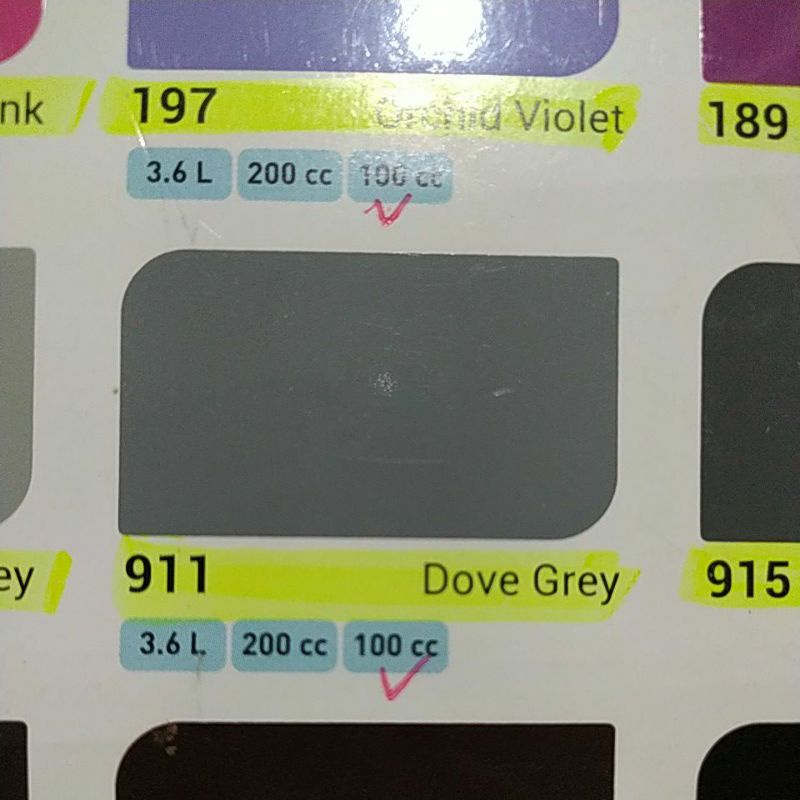 nk
197 Orchid Violet
189
3.6 L 200 cc 100 cc
ey
911 Dove Grey
915
3.6 L 200 cc 100 cc